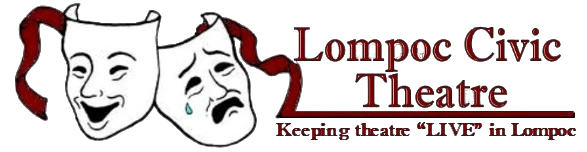 Lompoc Civic
Theatre
Keeping theatre “LIVE” in Lompoc